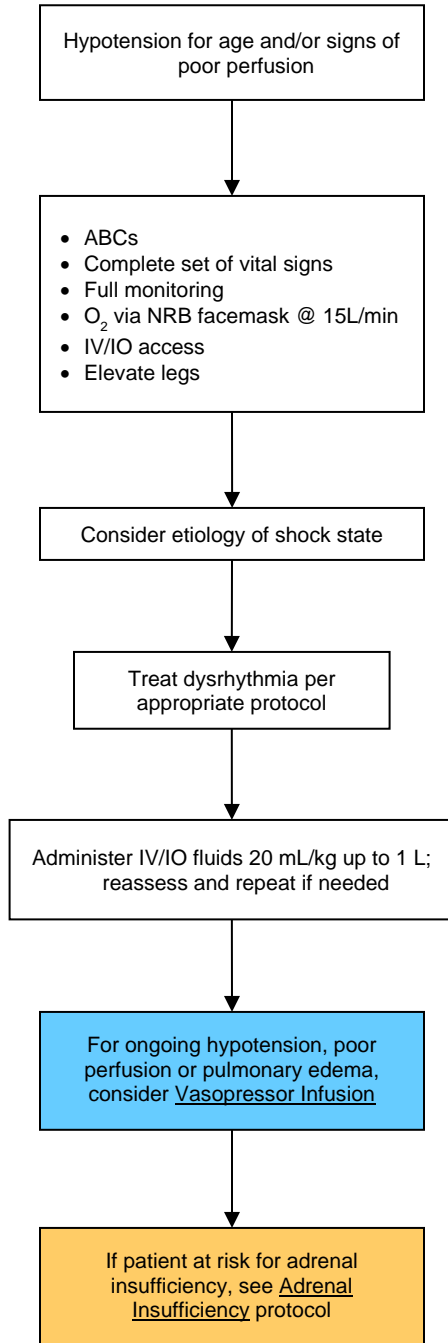 Hypotension for age and/or signs of
poor perfusion
• ABCs
• Complete set of vital signs
• Full monitoring
• O2 via NRB facemask @ 15L/min
• IV/IO access
• Elevate legs
Consider etiology of shock state
Treat dysrhythmia per
appropriate protocol
Administer IV/IO fluids 20 mL/kg up to 1 L;
reassess and repeat if needed
For ongoing hypotension, poor
perfusion or pulmonary edema,
consider Vasopressor Infusion
If patient at risk for adrenal
insufficiency, see Adrenal
Insufficiency protocol